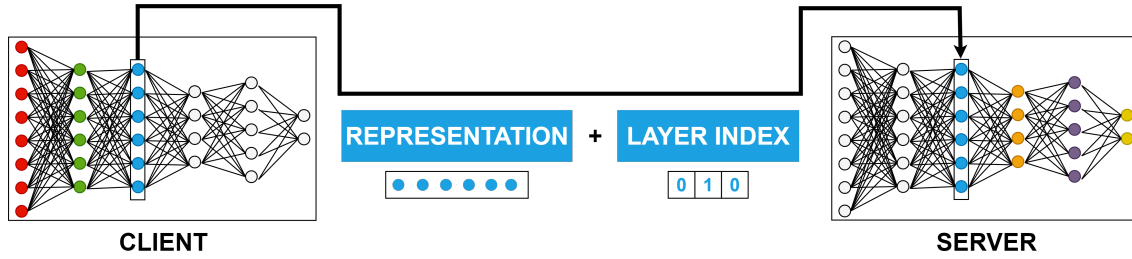 REPRESENTATION + LAYER INDEX
0 1 0
CLIENT
SERVER